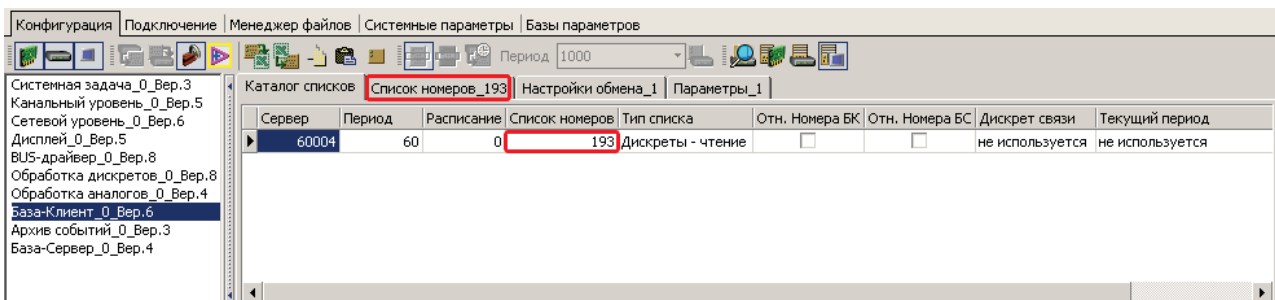 Конфигурация Подключение Менеджер файлов Системные параметры Базы параметров
Период 1000
Системная задача_0_Вер.3
Канальный уровень_0_Вер.5
Сетевой уровень_0_Вер.6
Дисплей_0_Вер.5
BUS-драйвер_0_Вер.8
Обработка дискретов_0_Вер.8
Обработка аналогов_0_Вер.4
База-Клиент_0_Вер.6
Архив событий_0_Вер.3
База-Сервер_0_Вер.4
Каталог списков Список номеров_193 Настройки обмена_1 Параметры_1
Сервер Период Расписание Список номеров Тип списка Отн. Номера БК Отн. Номера БС Дискрет связи Текущий период
60004 60 0 193 Дискреты - чтение не используется не используется